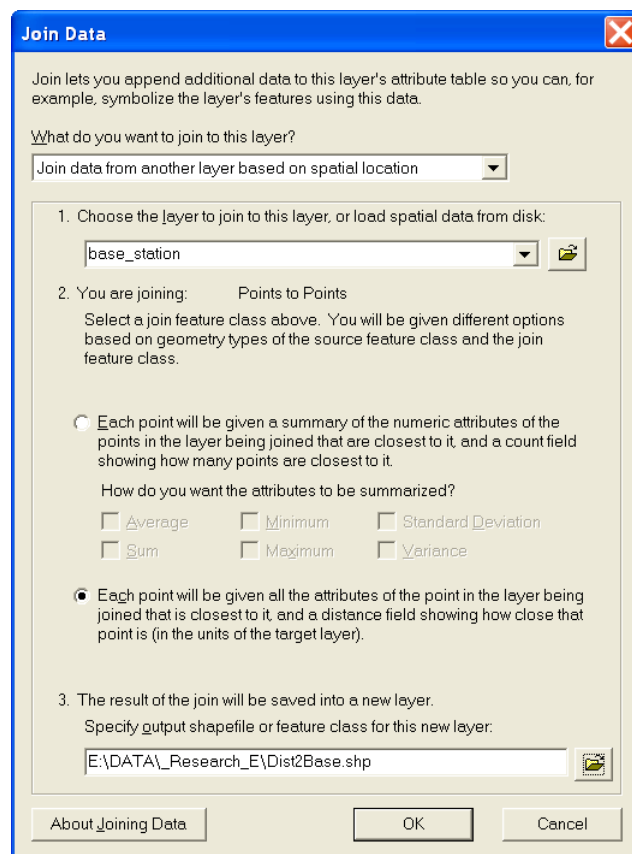 Join Data
Join lets you append additional data to this layer's attribute table so you can, for
example, symbolize the layer's features using this data.
What do you want to join to this layer?
Join data from another layer based on spatial location
1. Choose the layer to join to this layer, or load spatial data from disk:
base_station
2. You are joining: Points to Points
Select a join feature class above. You will be given different options
based on geometry types of the source feature class and the join
feature class.
Each point will be given a summary of the numeric attributes of the
points in the layer being joined that are closest to it, and a count field
showing how many points are closest to it.
How do you want the attributes to be summarized?
Average Minimum Standard Deviation
Sum Maximum Variance
Each point will be given all the attributes of the point in the layer being
joined that is closest to it, and a distance field showing how close that
point is (in the units of the target layer).
3. The result of the join will be saved into a new layer.
Specify output shapefile or feature class for this new layer:
E:\DATA\_Research_E\Dist2Base.shp
About Joining Data OK Cancel